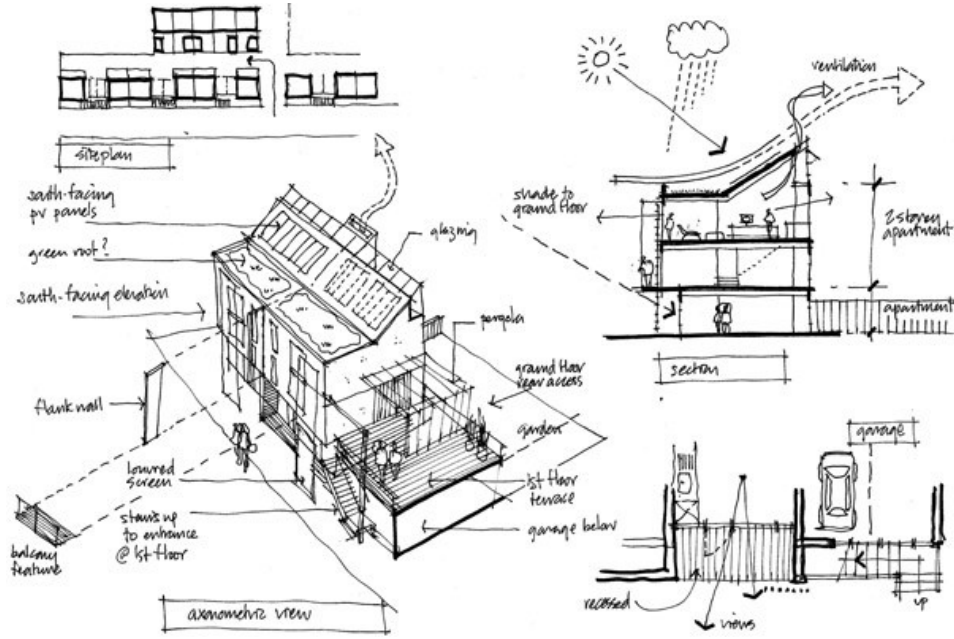 site plan
south-facing
pv panels
green roof?
south-facing elevation
glazing
pergola
ground floor
rear access
garden
flank wall
louvred
screen
stairs up
to entrance
@ 1st floor
balcony
feature
1st floor
terrace
garage below
axonometric view
ventilation
shade to
ground floor
2 storey
apartment
apartment
section
garage
recessed
views
up